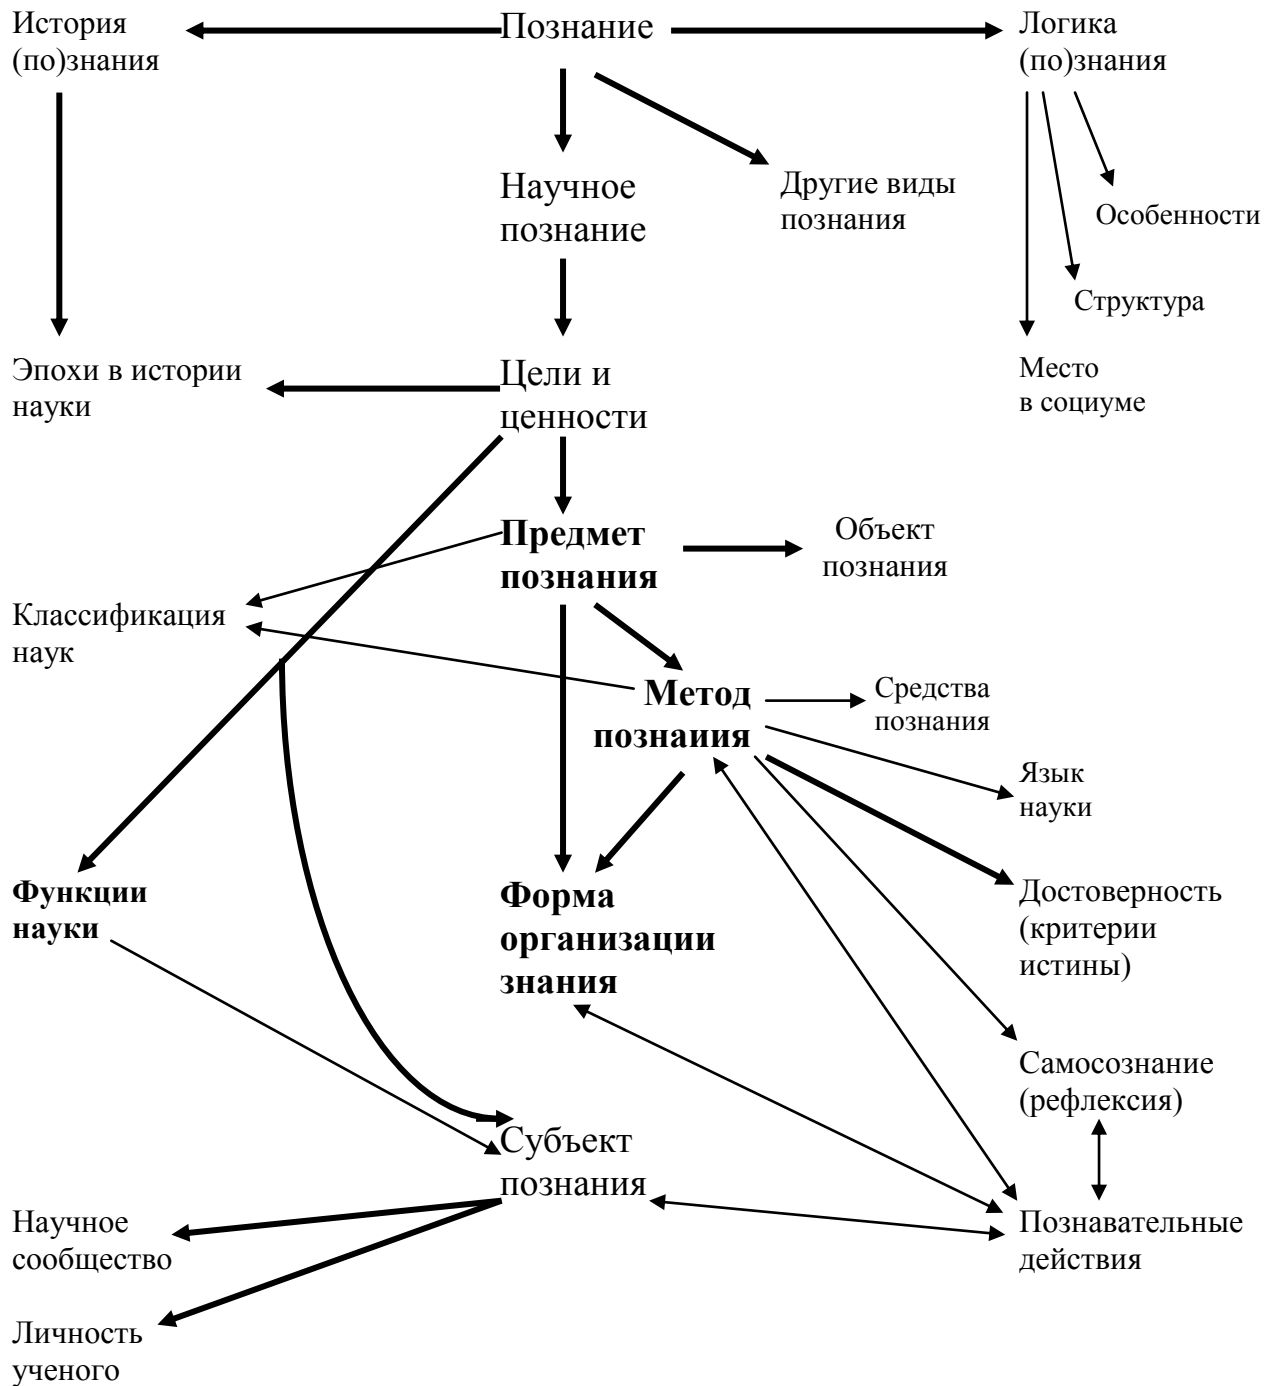 История
(по)знания
Познание
Логика
(по)знания
Научное
познание
Другие виды
познания
Особенности
Структура
Эпохи в истории
науки
Цели и
ценности
Место
в социуме
Предмет
познания
Объект
познания
Классификация
наук
Метод
познаиия
Средства
познания
Язык
науки
Функции
науки
Форма
организации
знания
Достоверность
(критерии
истины)
Самосознание
(рефлексия)
Субъект
познания
Научное
сообщество
Познавательные
действия
Личность
ученого